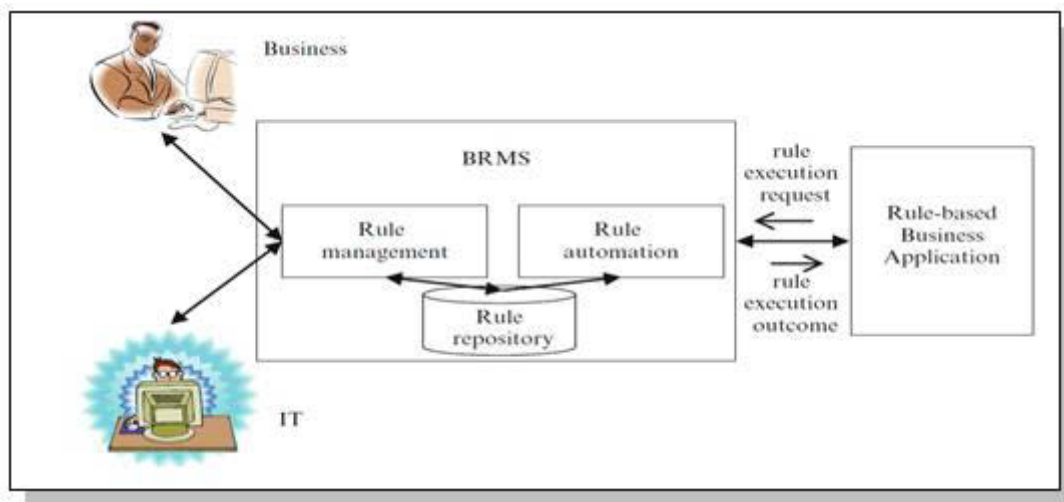 Business
BRMS
Rule
management
Rule
automation
Rule
repository
rule
execution
request
rule
execution
outcome
Rule-based
Business
Application
IT